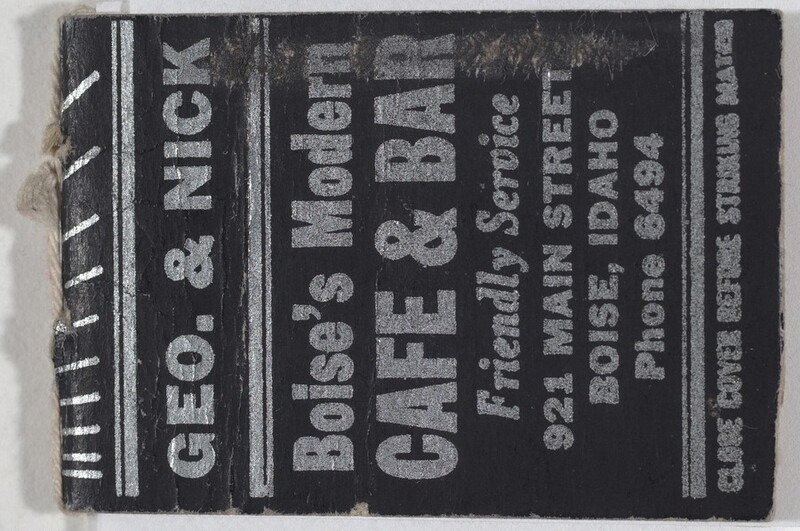 GEO. & NICK
Boise's Modern
CAFE & BAR
Friendly Service
921 MAIN STREET
BOISE, IDAHO
Phone 6494
CLOSE COVER BEFORE STRIKING MATCH